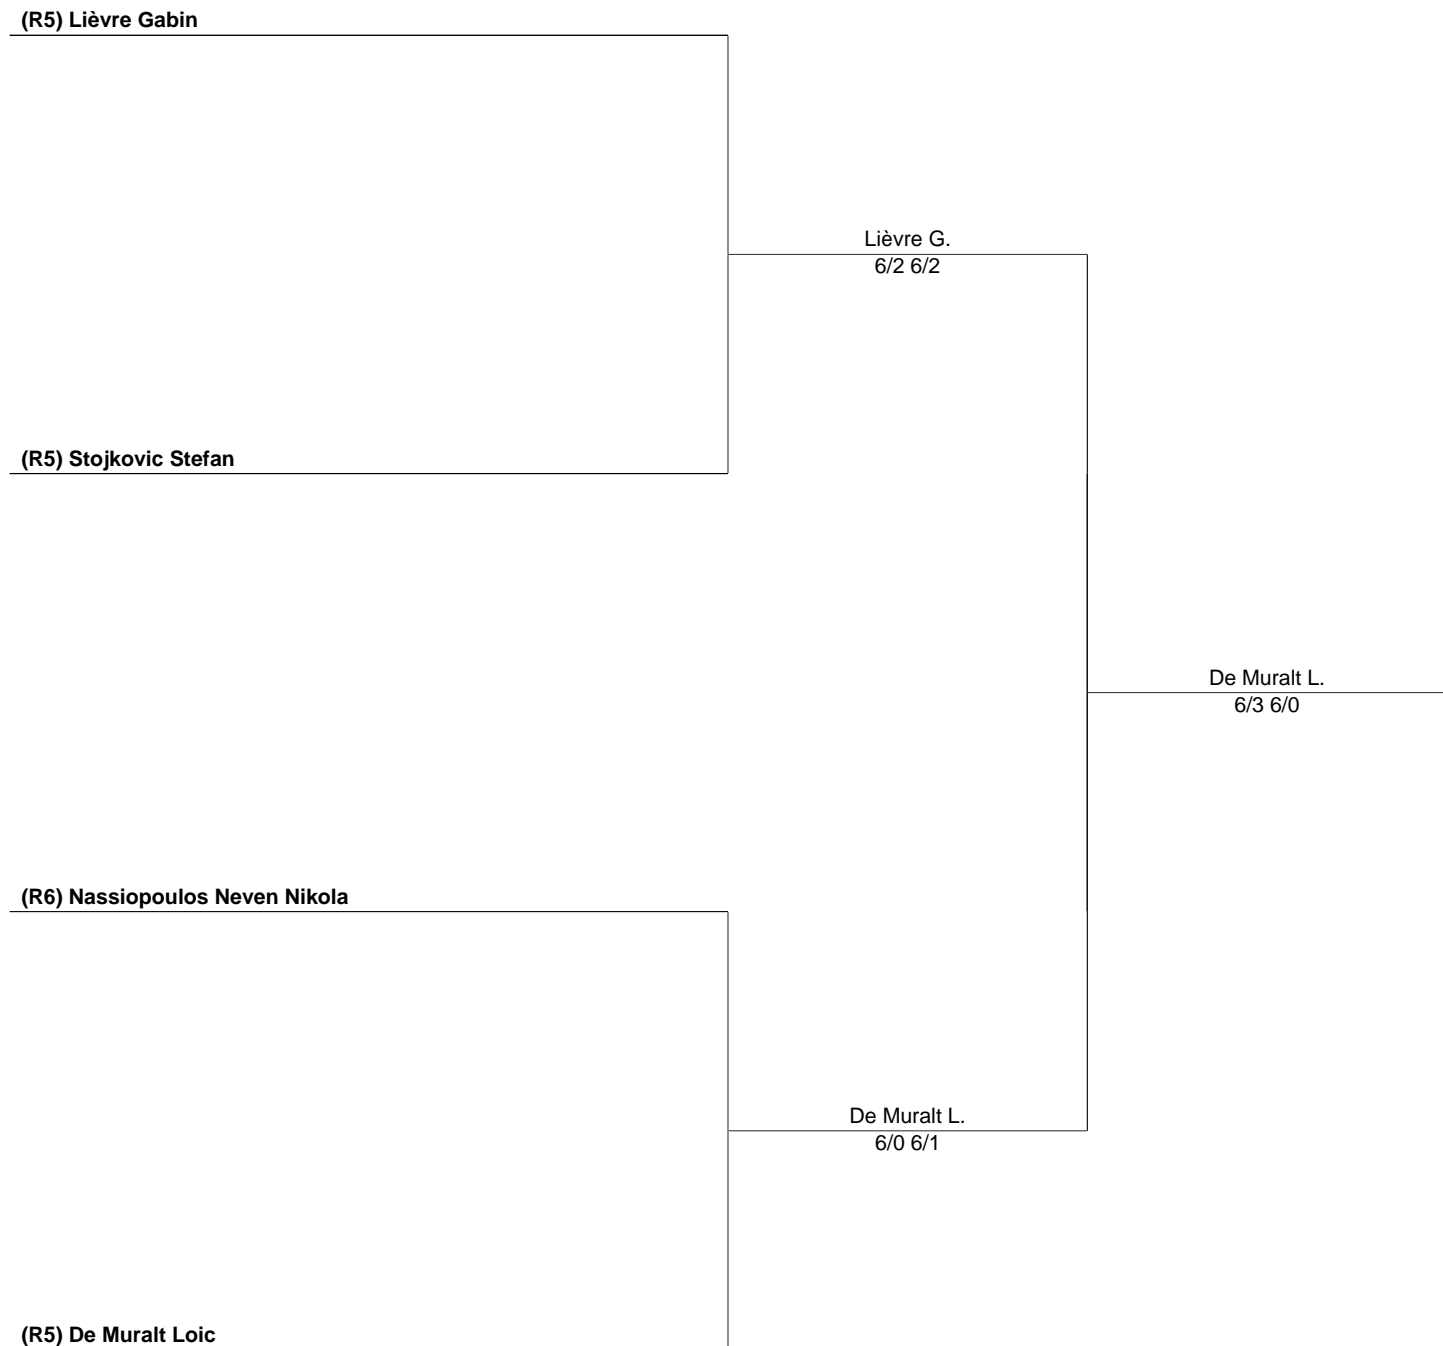 (R5) Lièvre Gabin
Lièvre G.
6/2 6/2
(R5) Stojkovic Stefan
De Muralt L.
6/3 6/0
(R6) Nassiopoulos Neven Nikola
De Muralt L.
6/0 6/1
(R5) De Muralt Loic